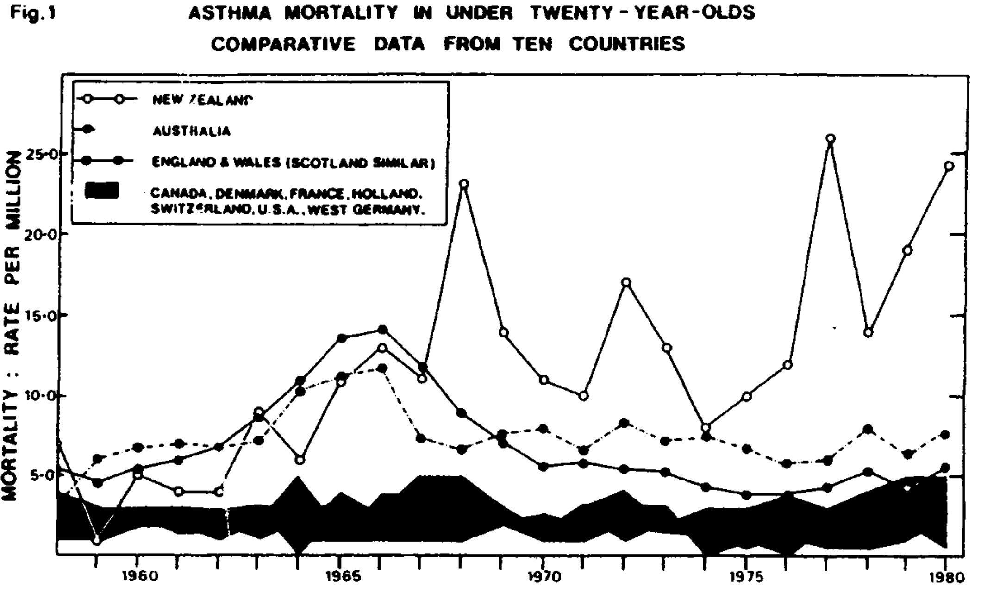 Fig.1
ASTHMA MORTALITY IN UNDER TWENTY-YEAR-OLDS
COMPARATIVE DATA FROM TEN COUNTRIES
NEW ZEALAND
AUSTRALIA
ENGLAND & WALES (SCOTLAND SIMILAR)
CANADA, DENMARK, FRANCE, HOLLAND.
SWITZERLAND, U.S.A., WEST GERMANY.
MORTALITY : RATE PER MILLION
25·0
20·0
15·0
10·0
5·0
1960
1965
1970
1975
1980